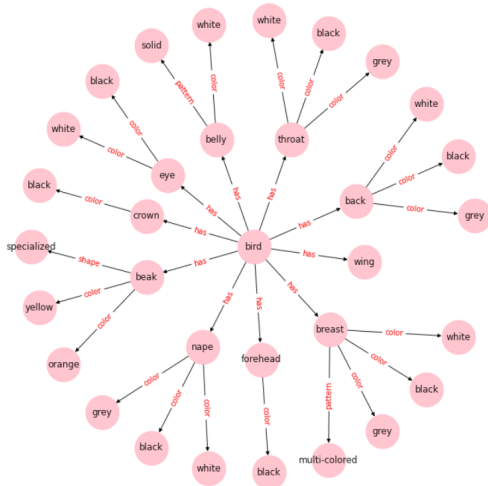 white
white
black
solid
grey
black
color
color
color
white
pattern
color
color
white
belly
throat
black
color
color
eye
color
black
has
has
color
has
back
color
grey
crown
has
color
has
specialized
bird
shape
has
has
wing
beak
color
yellow
has
has
has
color
breast
color
white
nape
forehead
orange
color
color
color
black
color
color
pattern
color
grey
color
grey
black
multi-colored
white
black